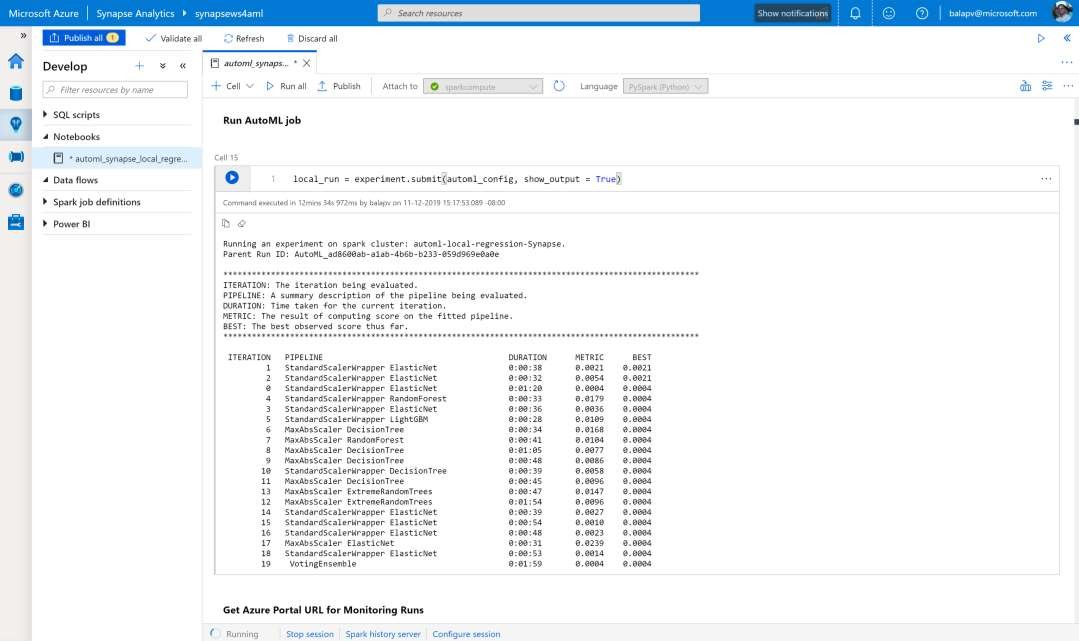 Microsoft Azure Synapse Analytics synapsews4aml Search resources Show notifications balapv@microsoft.com
Publish all 1 Validate all Refresh Discard all
Develop
Filter resources by name
SQL scripts
Notebooks
* automl_synapse_local_regre...
Data flows
Spark job definitions
Power BI
automl_synaps... *
Cell Run all Publish Attach to sparkcompute Language PySpark (Python)
Run AutoML job
Cell 15
1 local_run = experiment.submit(automl_config, show_output = True)
Command executed in 12mins 34s 972ms by balapv on 11-12-2019 15:17:53.089 -08:00
Running an experiment on spark cluster: automl-local-regression-Synapse.
Parent Run ID: AutoML_ad8600ab-a1ab-4b6b-b233-059d969e0a0e
****************************************************************************************************
ITERATION: The iteration being evaluated.
PIPELINE: A summary description of the pipeline being evaluated.
DURATION: Time taken for the current iteration.
METRIC: The result of computing score on the fitted pipeline.
BEST: The best observed score thus far.
****************************************************************************************************
ITERATION PIPELINE DURATION METRIC BEST
1 StandardScalerWrapper ElasticNet 0:00:38 0.0021 0.0021
2 StandardScalerWrapper ElasticNet 0:00:32 0.0054 0.0021
0 StandardScalerWrapper ElasticNet 0:01:20 0.0004 0.0004
4 StandardScalerWrapper RandomForest 0:00:33 0.0179 0.0004
3 StandardScalerWrapper ElasticNet 0:00:36 0.0036 0.0004
5 StandardScalerWrapper LightGBM 0:00:28 0.0109 0.0004
6 MaxAbsScaler DecisionTree 0:00:34 0.0168 0.0004
7 MaxAbsScaler RandomForest 0:00:41 0.0104 0.0004
8 MaxAbsScaler DecisionTree 0:01:05 0.0077 0.0004
9 MaxAbsScaler DecisionTree 0:00:48 0.0086 0.0004
10 StandardScalerWrapper DecisionTree 0:00:39 0.0058 0.0004
11 MaxAbsScaler DecisionTree 0:00:45 0.0096 0.0004
13 MaxAbsScaler ExtremeRandomTrees 0:00:47 0.0147 0.0004
12 MaxAbsScaler ExtremeRandomTrees 0:01:54 0.0096 0.0004
14 StandardScalerWrapper ElasticNet 0:00:39 0.0027 0.0004
15 StandardScalerWrapper ElasticNet 0:00:54 0.0010 0.0004
16 StandardScalerWrapper ElasticNet 0:00:48 0.0023 0.0004
17 MaxAbsScaler ElasticNet 0:00:31 0.0239 0.0004
18 StandardScalerWrapper ElasticNet 0:00:53 0.0014 0.0004
19 VotingEnsemble 0:01:59 0.0004 0.0004
Get Azure Portal URL for Monitoring Runs
Running Stop session Spark history server Configure session